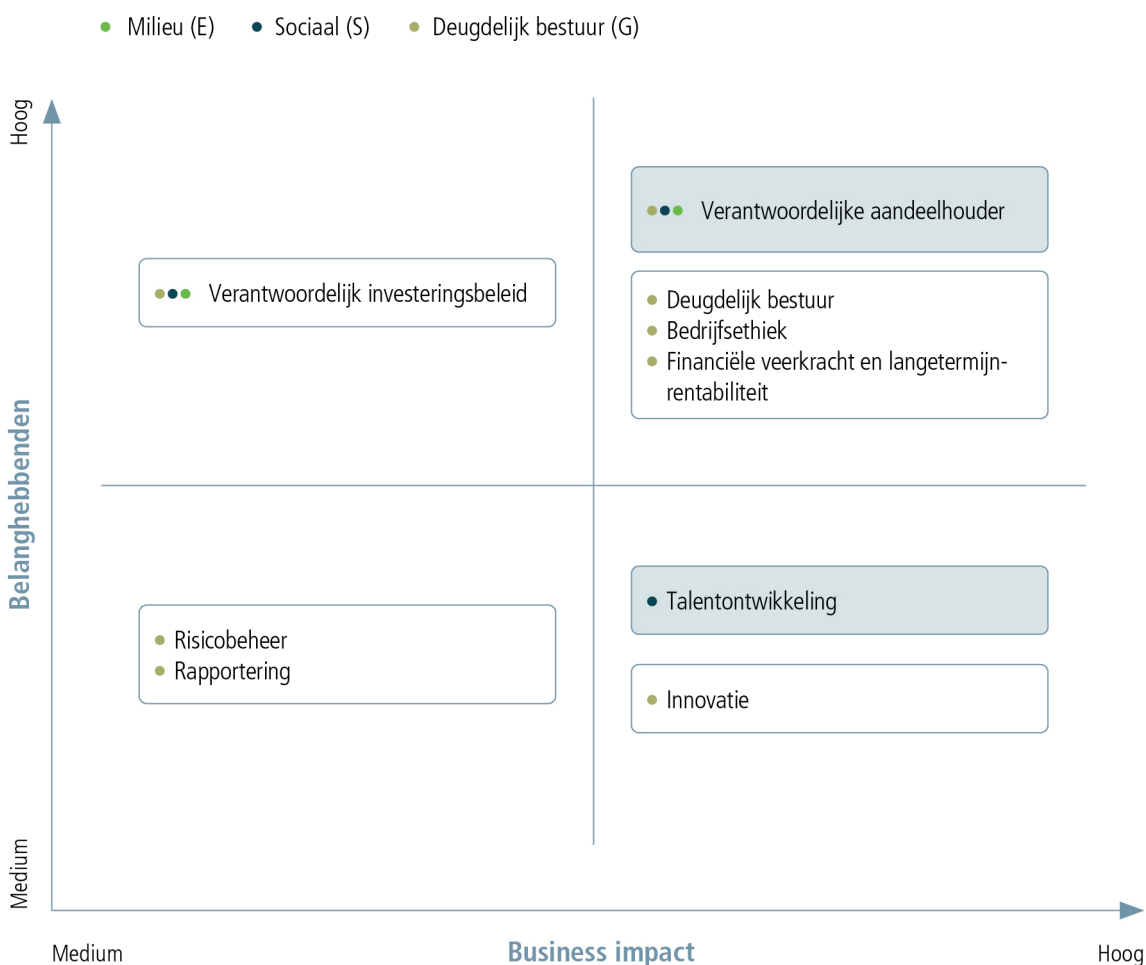 Milieu (E) Sociaal (S) Deugdelijk bestuur (G)
Hoog
Verantwoordelijke aandeelhouder
Verantwoordelijk investeringsbeleid
Deugdelijk bestuur
Bedrijfsethiek
Financiële veerkracht en langetermijn-
rentabiliteit
Belanghebbenden
Talentontwikkeling
Risicobeheer
Rapportering
Innovatie
Medium
Medium Business impact Hoog